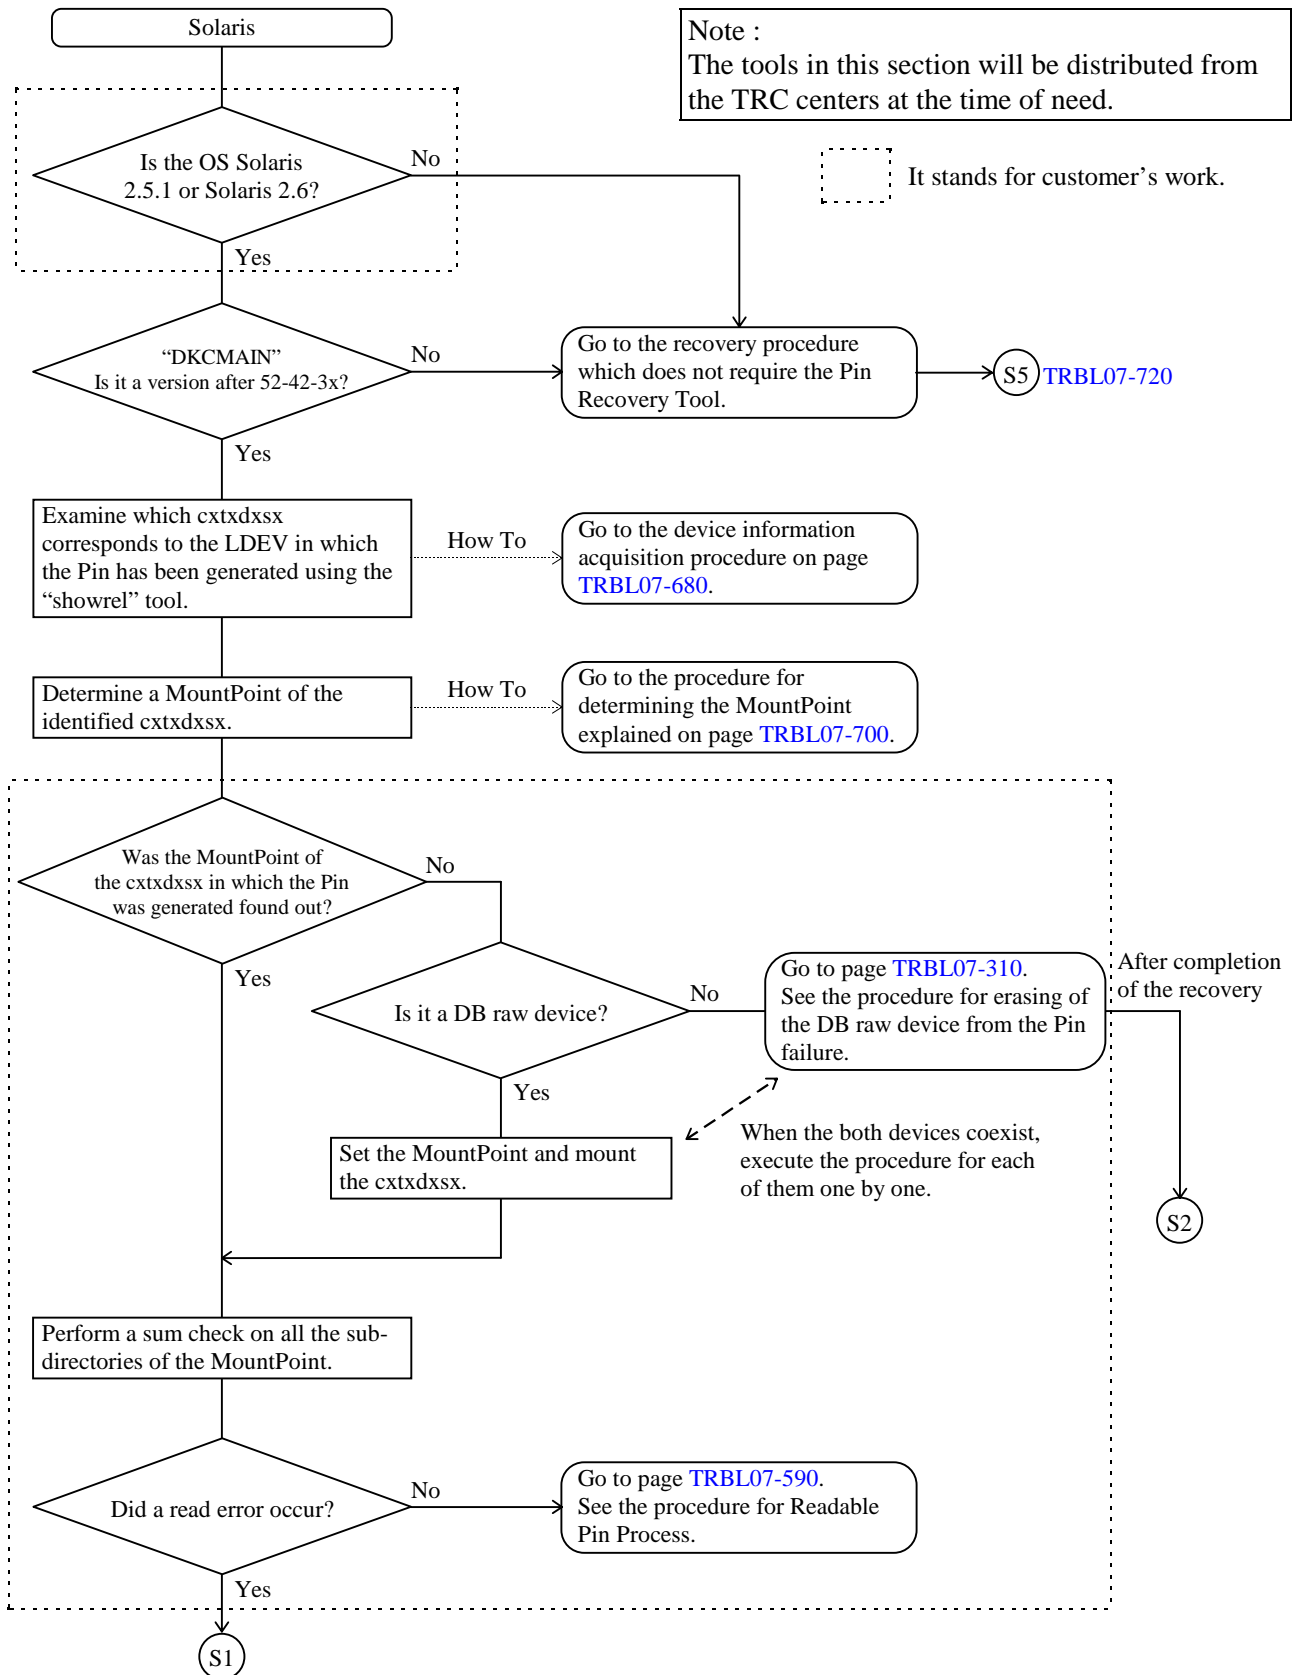 Solaris
Note :
The tools in this section will be distributed from
the TRC centers at the time of need.
It stands for customer's work.
Is the OS Solaris
2.5.1 or Solaris 2.6?
No
Yes
“DKCMAIN”
Is it a version after 52-42-3x?
No
Yes
Go to the recovery procedure
which does not require the Pin
Recovery Tool.
S5 TRBL07-720
Examine which cxtxdxsx
corresponds to the LDEV in which
the Pin has been generated using the
“showrel” tool.
How To
Go to the device information
acquisition procedure on page
TRBL07-680.
Determine a MountPoint of the
identified cxtxdxsx.
How To
Go to the procedure for
determining the MountPoint
explained on page TRBL07-700.
Was the MountPoint of
the cxtxdxsx in which the Pin
was generated found out?
No
Yes
Is it a DB raw device?
No
Yes
Go to page TRBL07-310.
See the procedure for erasing of
the DB raw device from the Pin
failure.
After completion
of the recovery
S2
Set the MountPoint and mount
the cxtxdxsx.
When the both devices coexist,
execute the procedure for each
of them one by one.
Perform a sum check on all the sub-
directories of the MountPoint.
Did a read error occur?
No
Yes
Go to page TRBL07-590.
See the procedure for Readable
Pin Process.
S1